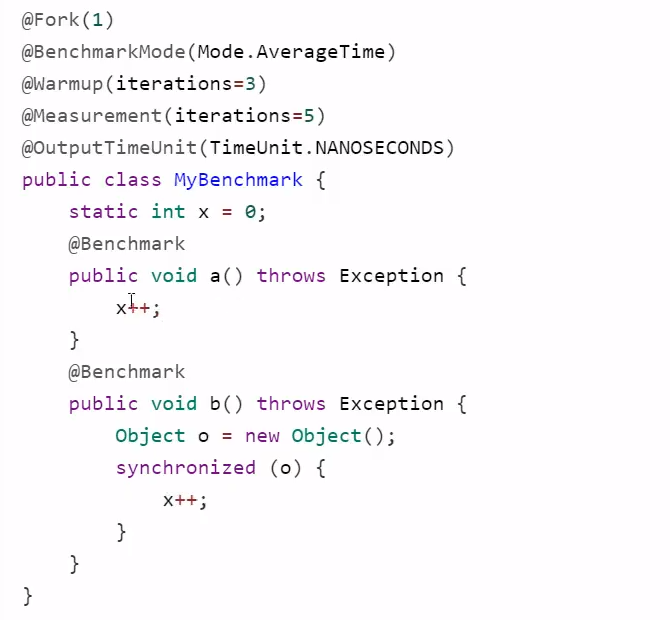 @Fork(1)
@BenchmarkMode(Mode.AverageTime)
@Warmup(iterations=3)
@Measurement(iterations=5)
@OutputTimeUnit(TimeUnit.NANOSECONDS)
public class MyBenchmark {
    static int x = 0;
    @Benchmark
    public void a() throws Exception {
        x++;
    }
    @Benchmark
    public void b() throws Exception {
        Object o = new Object();
        synchronized (o) {
            x++;
        }
    }
}